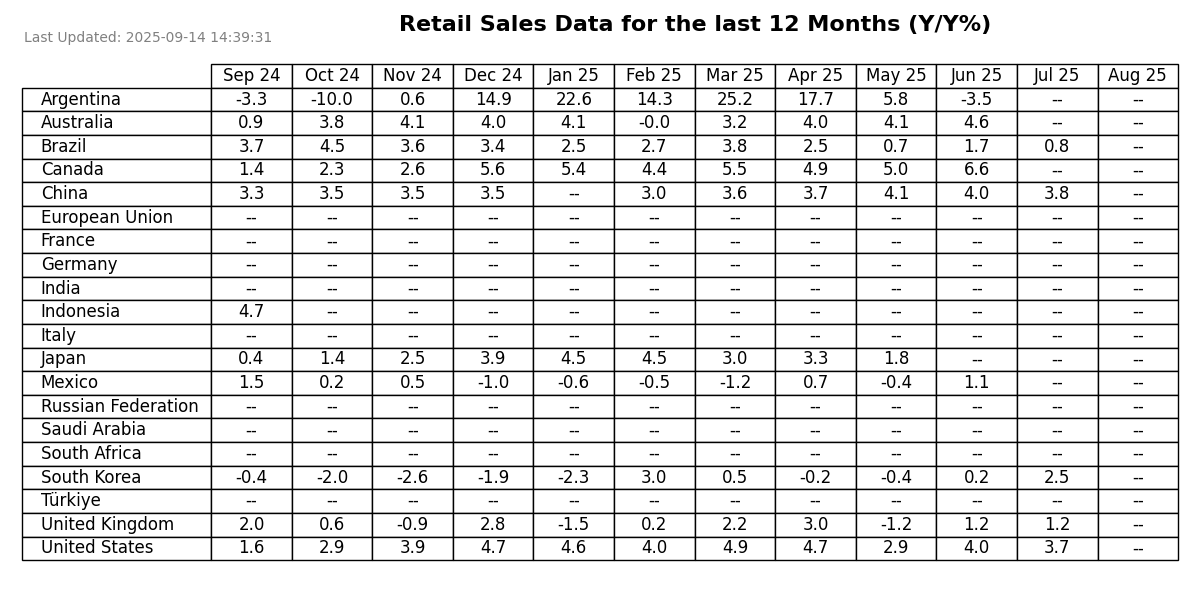 Retail Sales Data for the last 12 Months (Y/Y%)
Last Updated: 2025-09-14 14:39:31
Sep 24 Oct 24 Nov 24 Dec 24 Jan 25 Feb 25 Mar 25 Apr 25 May 25 Jun 25 Jul 25 Aug 25
Argentina -3.3 -10.0 0.6 14.9 22.6 14.3 25.2 17.7 5.8 -3.5 -- --
Australia 0.9 3.8 4.1 4.0 4.1 -0.0 3.2 4.0 4.1 4.6 -- --
Brazil 3.7 4.5 3.6 3.4 2.5 2.7 3.8 2.5 0.7 1.7 0.8 --
Canada 1.4 2.3 2.6 5.6 5.4 4.4 5.5 4.9 5.0 6.6 -- --
China 3.3 3.5 3.5 3.5 -- 3.0 3.6 3.7 4.1 4.0 3.8 --
European Union -- -- -- -- -- -- -- -- -- -- -- --
France -- -- -- -- -- -- -- -- -- -- -- --
Germany -- -- -- -- -- -- -- -- -- -- -- --
India -- -- -- -- -- -- -- -- -- -- -- --
Indonesia 4.7 -- -- -- -- -- -- -- -- -- -- --
Italy -- -- -- -- -- -- -- -- -- -- -- --
Japan 0.4 1.4 2.5 3.9 4.5 4.5 3.0 3.3 1.8 -- -- --
Mexico 1.5 0.2 0.5 -1.0 -0.6 -0.5 -1.2 0.7 -0.4 1.1 -- --
Russian Federation -- -- -- -- -- -- -- -- -- -- -- --
Saudi Arabia -- -- -- -- -- -- -- -- -- -- -- --
South Africa -- -- -- -- -- -- -- -- -- -- -- --
South Korea -0.4 -2.0 -2.6 -1.9 -2.3 3.0 0.5 -0.2 -0.4 0.2 2.5 --
Türkiye -- -- -- -- -- -- -- -- -- -- -- --
United Kingdom 2.0 0.6 -0.9 2.8 -1.5 0.2 2.2 3.0 -1.2 1.2 1.2 --
United States 1.6 2.9 3.9 4.7 4.6 4.0 4.9 4.7 2.9 4.0 3.7 --